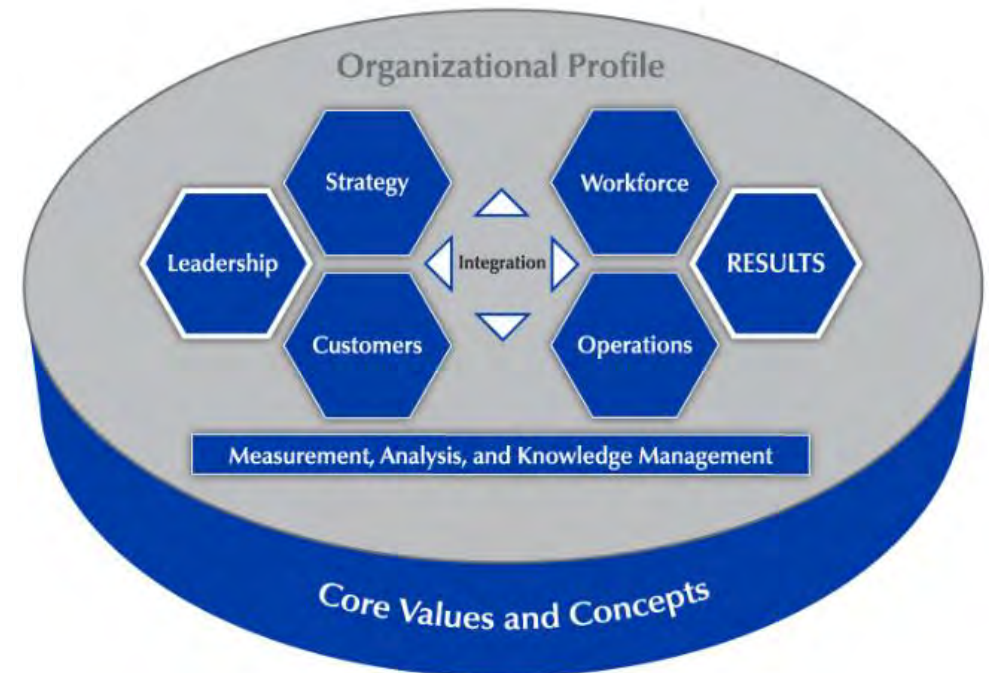 Organizational Profile
Strategy
Workforce
Leadership
Integration
RESULTS
Customers
Operations
Measurement, Analysis, and Knowledge Management
Core Values and Concepts